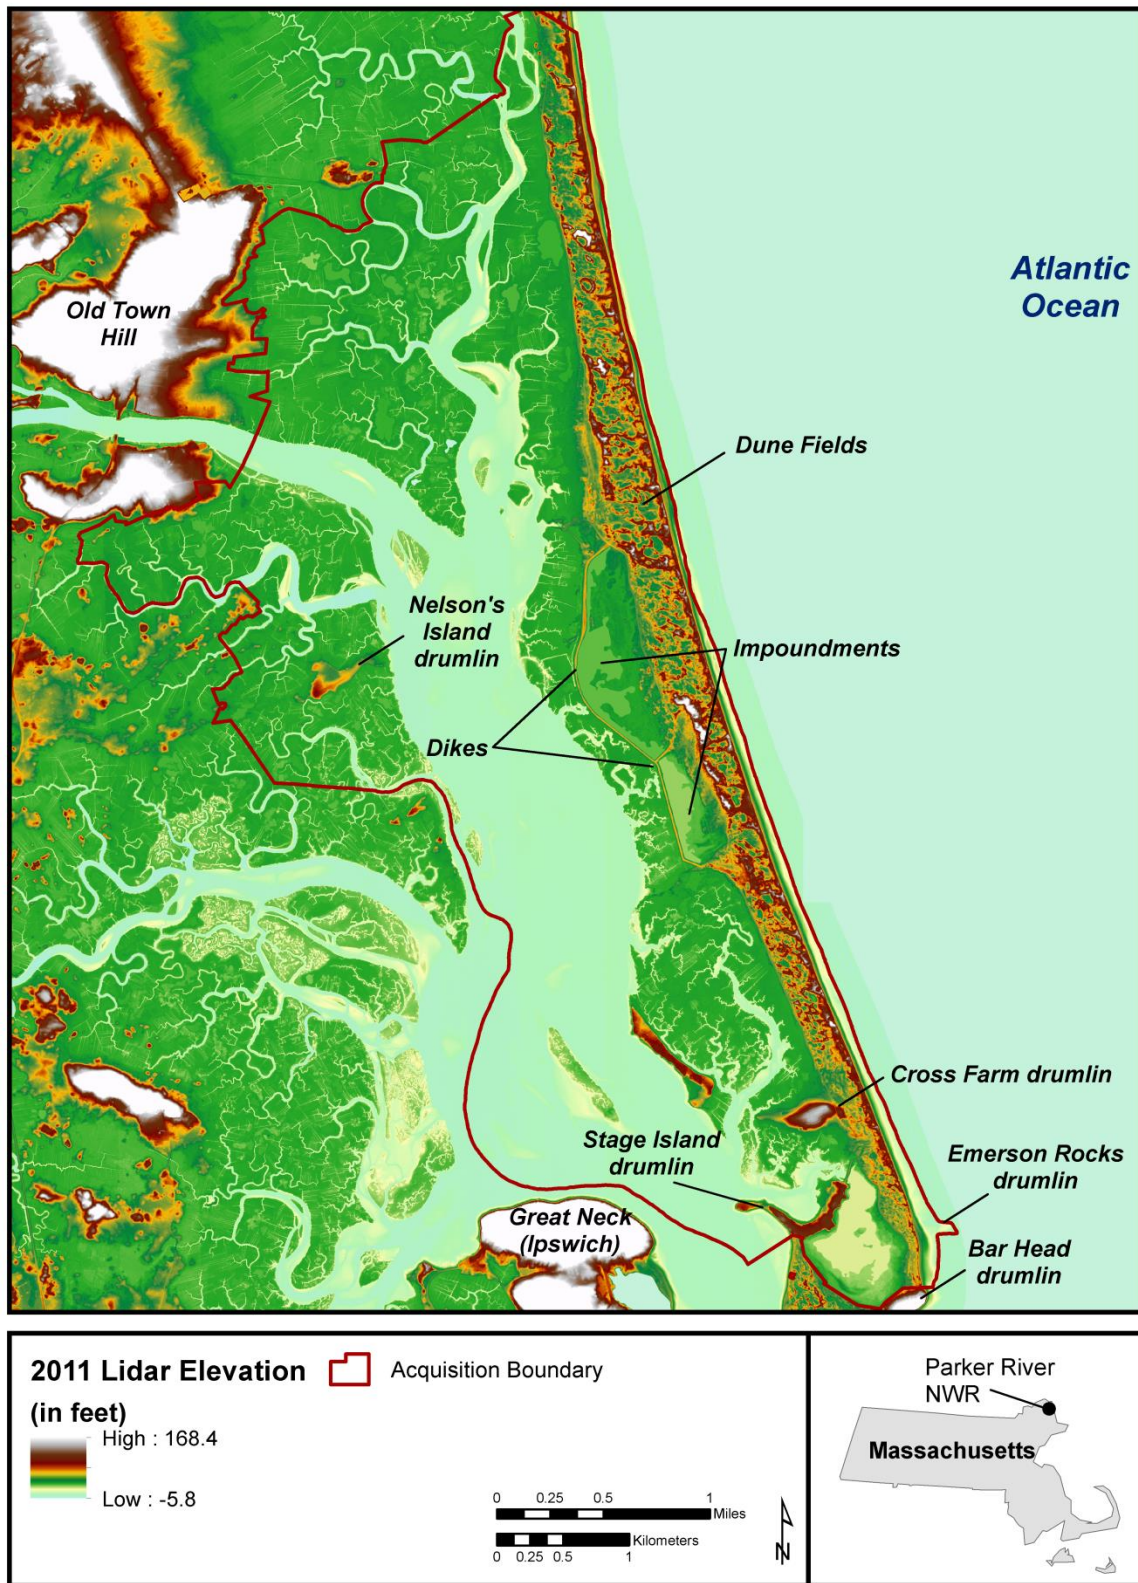 Atlantic
Ocean
Old Town
Hill
Dune Fields
Nelson's
Island
drumlin
Impoundments
Dikes
Cross Farm drumlin
Stage Island
drumlin
Emerson Rocks
drumlin
Great Neck
(Ipswich)
Bar Head
drumlin
2011 Lidar Elevation
(in feet)
High : 168.4
Low : -5.8
Acquisition Boundary
0 0.25 0.5 1
Miles
Kilometers
0 0.25 0.5 1
N
Parker River
NWR
Massachusetts